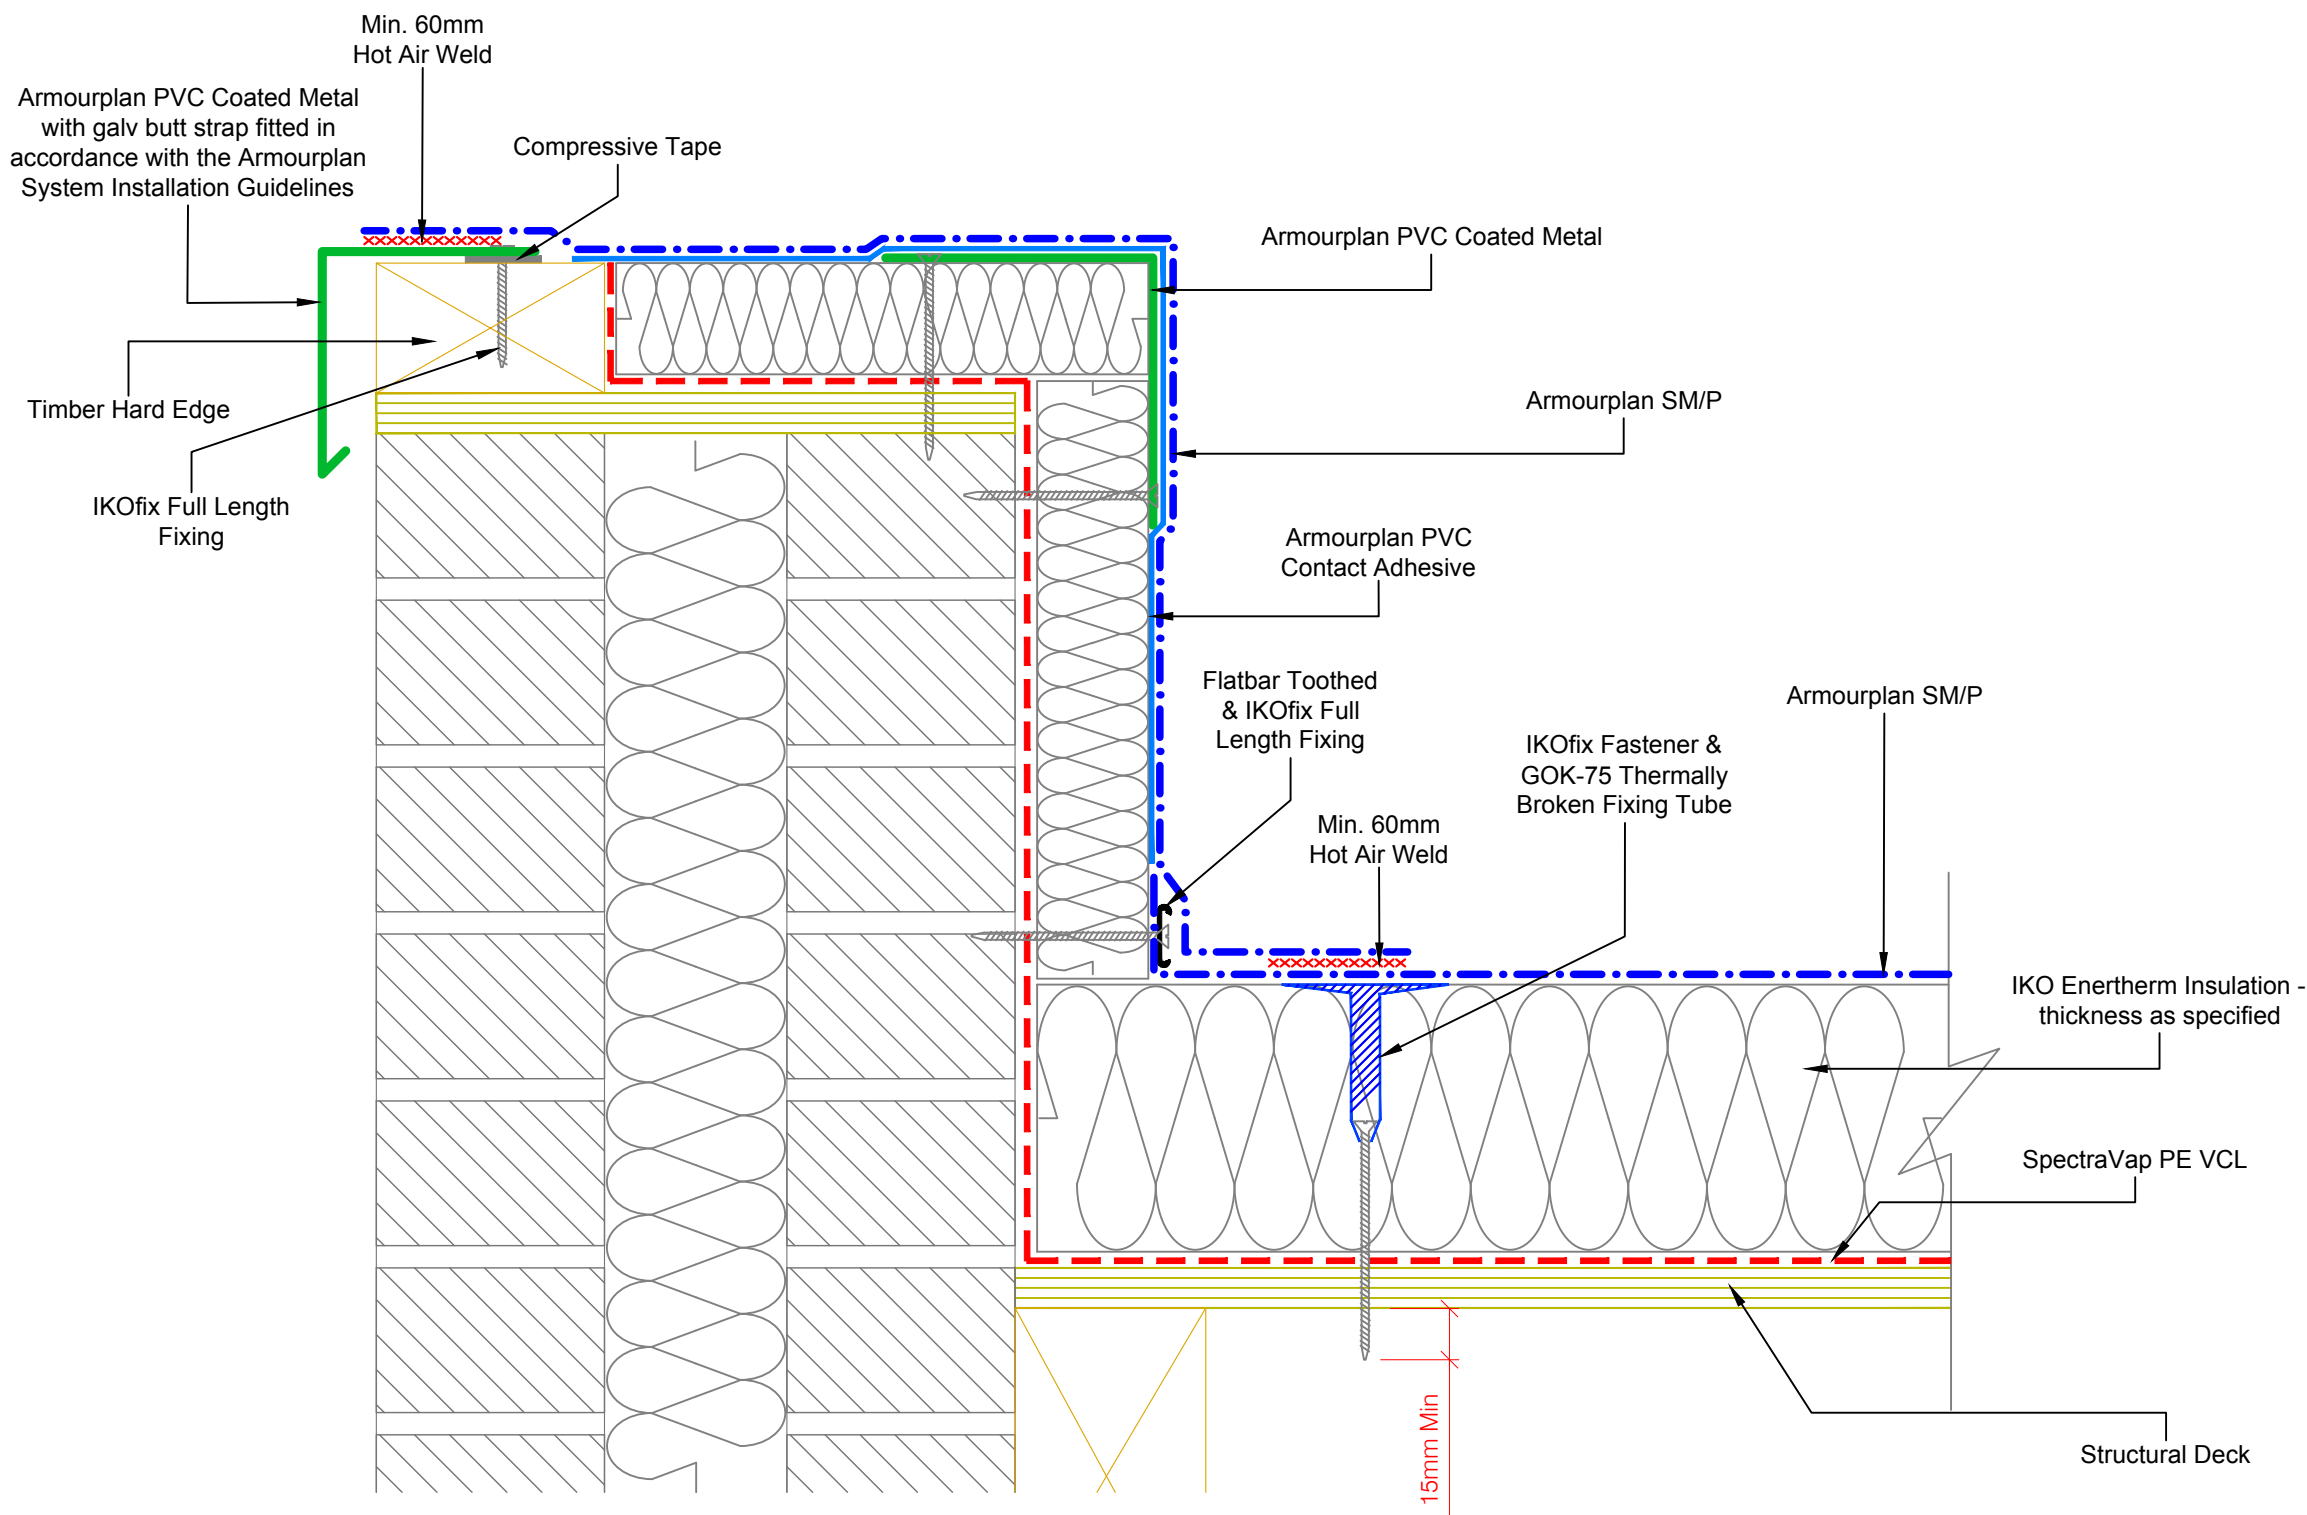 Min. 60mm
Hot Air Weld
Armourplan PVC Coated Metal
with galv butt strap fitted in
accordance with the Armourplan
System Installation Guidelines
Compressive Tape
Armourplan PVC Coated Metal
Timber Hard Edge
Armourplan SM/P
IKOfix Full Length
Fixing
Armourplan PVC
Contact Adhesive
Flatbar Toothed
& IKOfix Full
Length Fixing
Armourplan SM/P
IKOfix Fastener &
GOK-75 Thermally
Broken Fixing Tube
Min. 60mm
Hot Air Weld
IKO Enertherm Insulation -
thickness as specified
SpectraVap PE VCL
15mm Min
Structural Deck